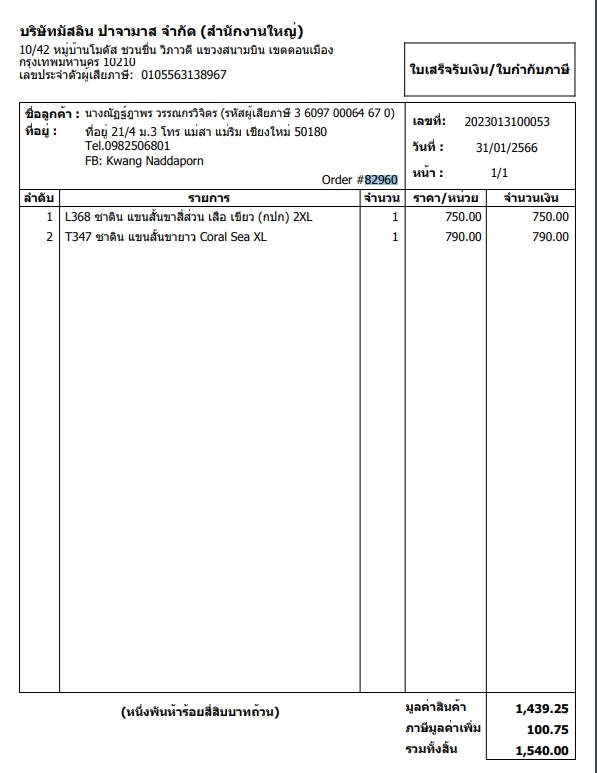 บริษัทมัสลิน ปาจามาส จำกัด (สำนักงานใหญ่)
10/42 หมู่บ้านโมดัส ชวนชื่น วิภาวดี แขวงสนามบิน เขตดอนเมือง
กรุงเทพมหานคร 10210
เลขประจำตัวผู้เสียภาษี: 0105563138967
ใบเสร็จรับเงิน/ใบกำกับภาษี
ชื่อลูกค้า : นางณัฏฐ์ฎาพร วรรณกรวิจิตร (รหัสผู้เสียภาษี 3 6097 00064 67 0)
ที่อยู่ : ที่อยู่ 21/4 ม.3 โทร แม่สา แม่ริม เชียงใหม่ 50180
Tel.0982506801
FB: Kwang Naddaporn
Order #82960
เลขที่: 2023013100053
วันที่ : 31/01/2566
หน้า : 1/1
ลำดับ รายการ จำนวน ราคา/หน่วย จำนวนเงิน
1 L368 ซาติน แขนสั้นขาสี่ส่วน เสือ เขียว (กปก) 2XL 1 750.00 750.00
2 T347 ซาติน แขนสั้นขายาว Coral Sea XL 1 790.00 790.00
(หนึ่งพันห้าร้อยสี่สิบบาทถ้วน)
มูลค่าสินค้า 1,439.25
ภาษีมูลค่าเพิ่ม 100.75
รวมทั้งสิ้น 1,540.00